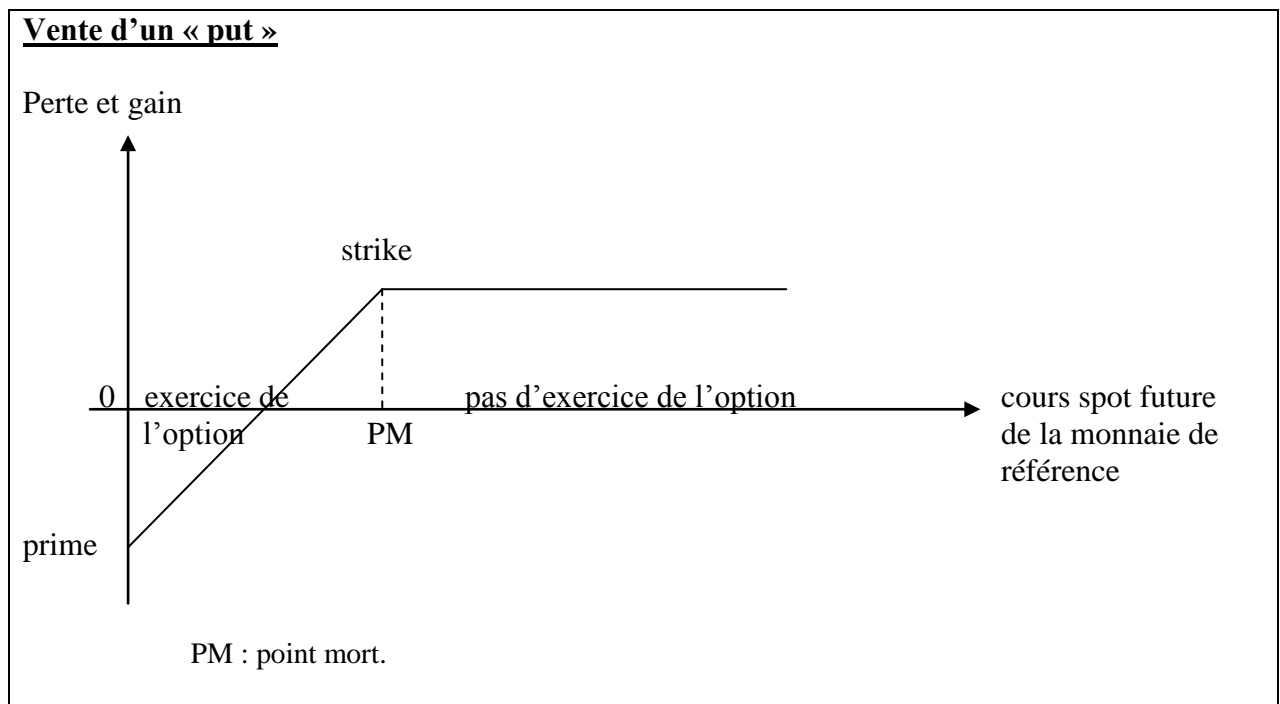 Vente d’un « put »
Perte et gain
strike
0 exercice de l’option
pas d’exercice de l’option
PM
cours spot future
de la monnaie de
référence
prime
PM : point mort.